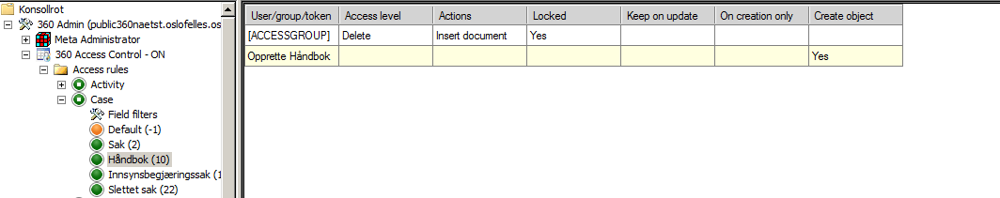 Konsollrot
360 Admin (public360naetst.oslofelles.os
Meta Administrator
360 Access Control - ON
Access rules
Activity
Case
Field filters
Default (-1)
Sak (2)
Håndbok (10)
Innsynsbegjæringssak (1
Slettet sak (22)
User/group/token Access level Actions Locked Keep on update On creation only Create object
[ACCESSGROUP] Delete Insert document Yes
Opprette Håndbok Yes